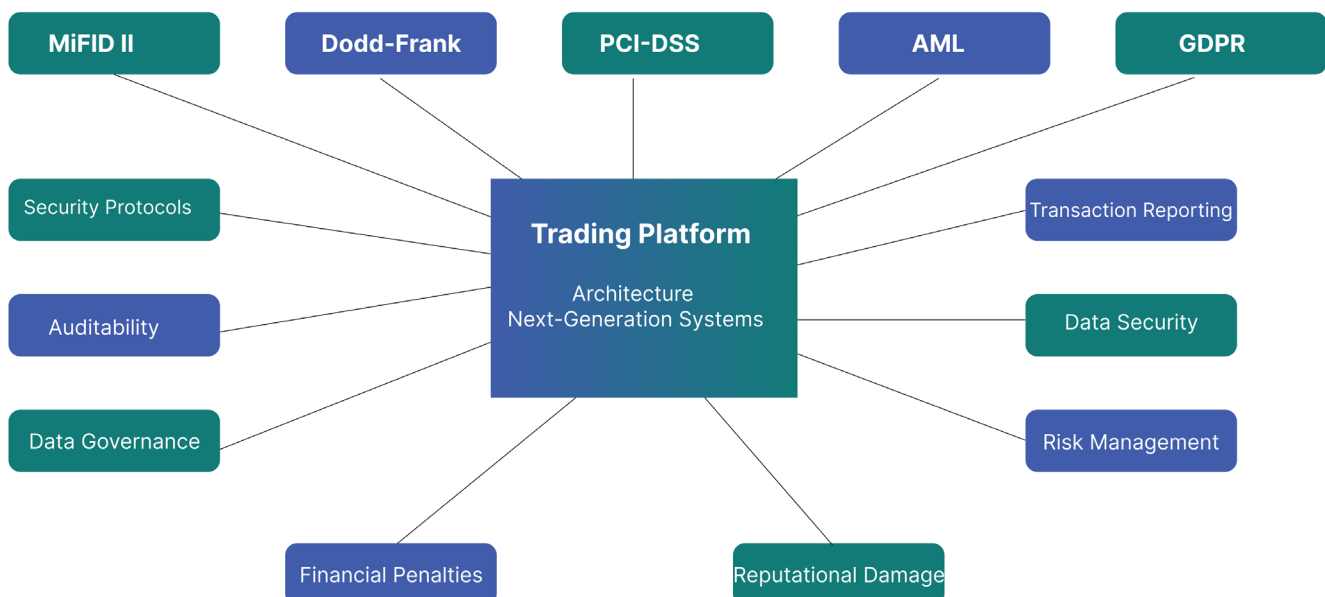 MiFID II
Dodd-Frank
PCI-DSS
AML
GDPR
Security Protocols
Trading Platform
Transaction Reporting
Architecture
Next-Generation Systems
Auditability
Data Security
Data Governance
Risk Management
Financial Penalties
Reputational Damage